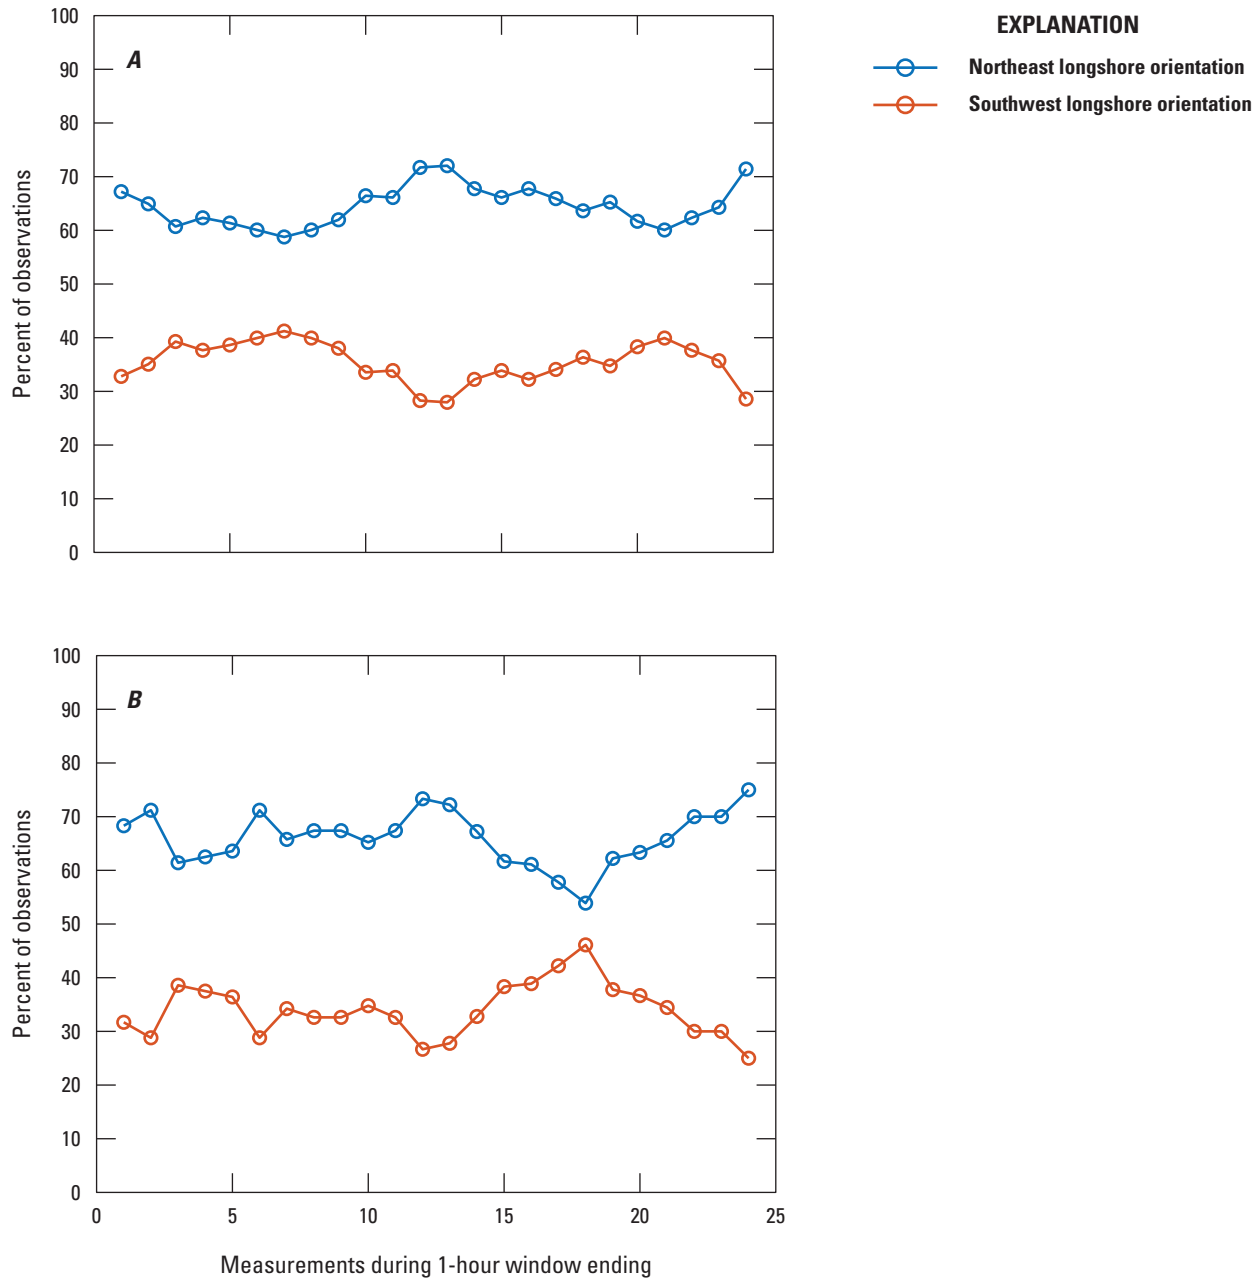 EXPLANATION
Northeast longshore orientation
Southwest longshore orientation
A
Percent of observations
100
90
80
70
60
50
40
30
20
10
0
B
Percent of observations
100
90
80
70
60
50
40
30
20
10
0
0 5 10 15 20 25
Measurements during 1-hour window ending